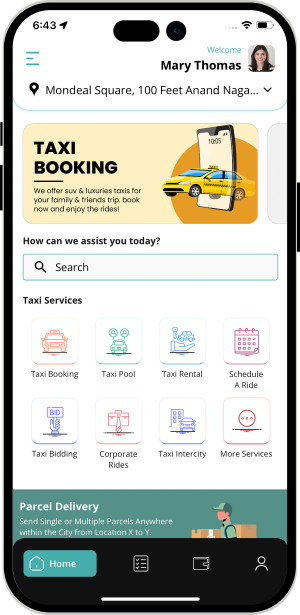 6:43
Welcome
Mary Thomas
Mondeal Square, 100 Feet Anand Naga...
TAXI
BOOKING
We offer suv & luxuries taxis for
your family & friends trip. book
now and enjoy the rides!
10:05
How can we assist you today?
Search
Taxi Services
Taxi Booking
Taxi Pool
Taxi Rental
Schedule
A Ride
BID
Taxi Bidding
Corporate
Rides
Taxi Intercity
More Services
Parcel Delivery
Send Single or Multiple Parcels Anywhere
within the City from Location X to Y.
Home